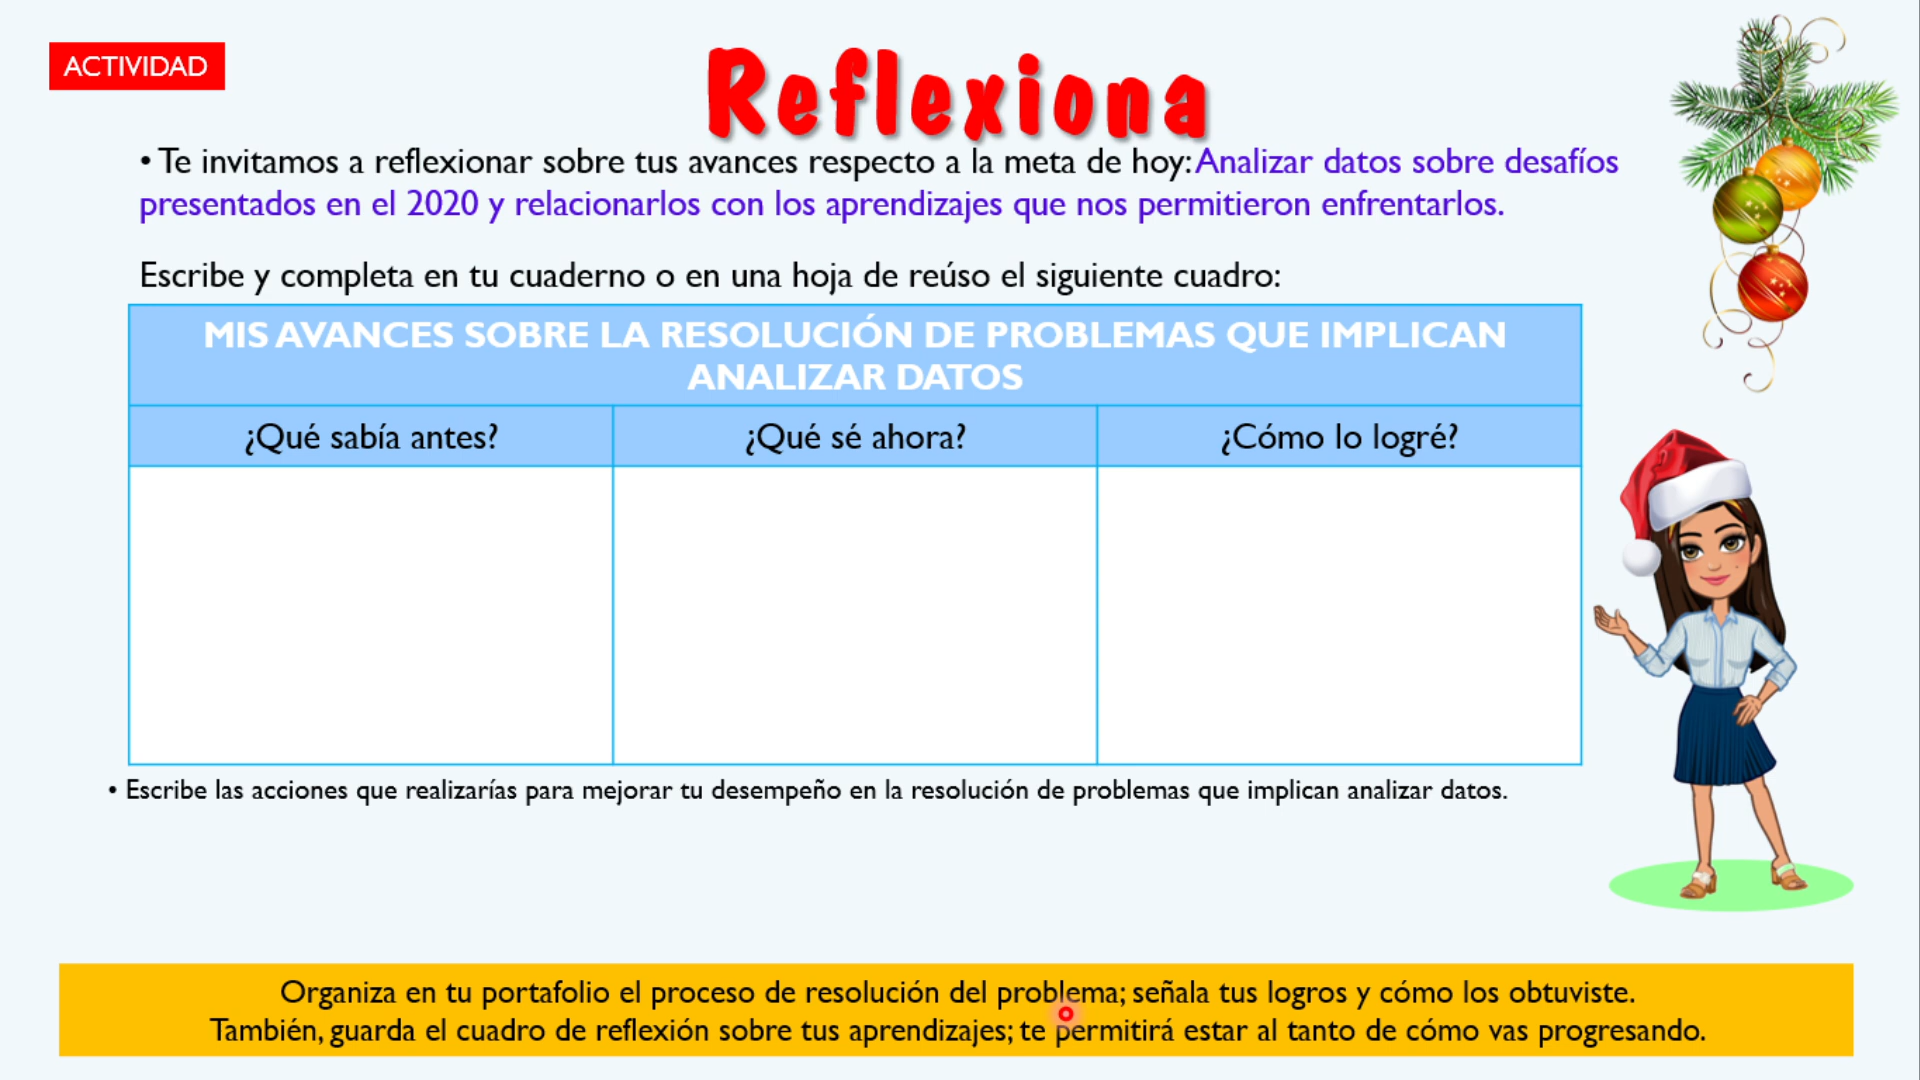 ACTIVIDAD
Reflexiona
• Te invitamos a reflexionar sobre tus avances respecto a la meta de hoy: Analizar datos sobre desafíos
presentados en el 2020 y relacionarlos con los aprendizajes que nos permitieron enfrentarlos.
Escribe y completa en tu cuaderno o en una hoja de reúso el siguiente cuadro:
MIS AVANCES SOBRE LA RESOLUCIÓN DE PROBLEMAS QUE IMPLICAN
ANALIZAR DATOS
¿Qué sabía antes? ¿Qué sé ahora? ¿Cómo lo logré?
• Escribe las acciones que realizarías para mejorar tu desempeño en la resolución de problemas que implican analizar datos.
Organiza en tu portafolio el proceso de resolución del problema; señala tus logros y cómo los obtuviste.
También, guarda el cuadro de reflexión sobre tus aprendizajes; te permitirá estar al tanto de cómo vas progresando.